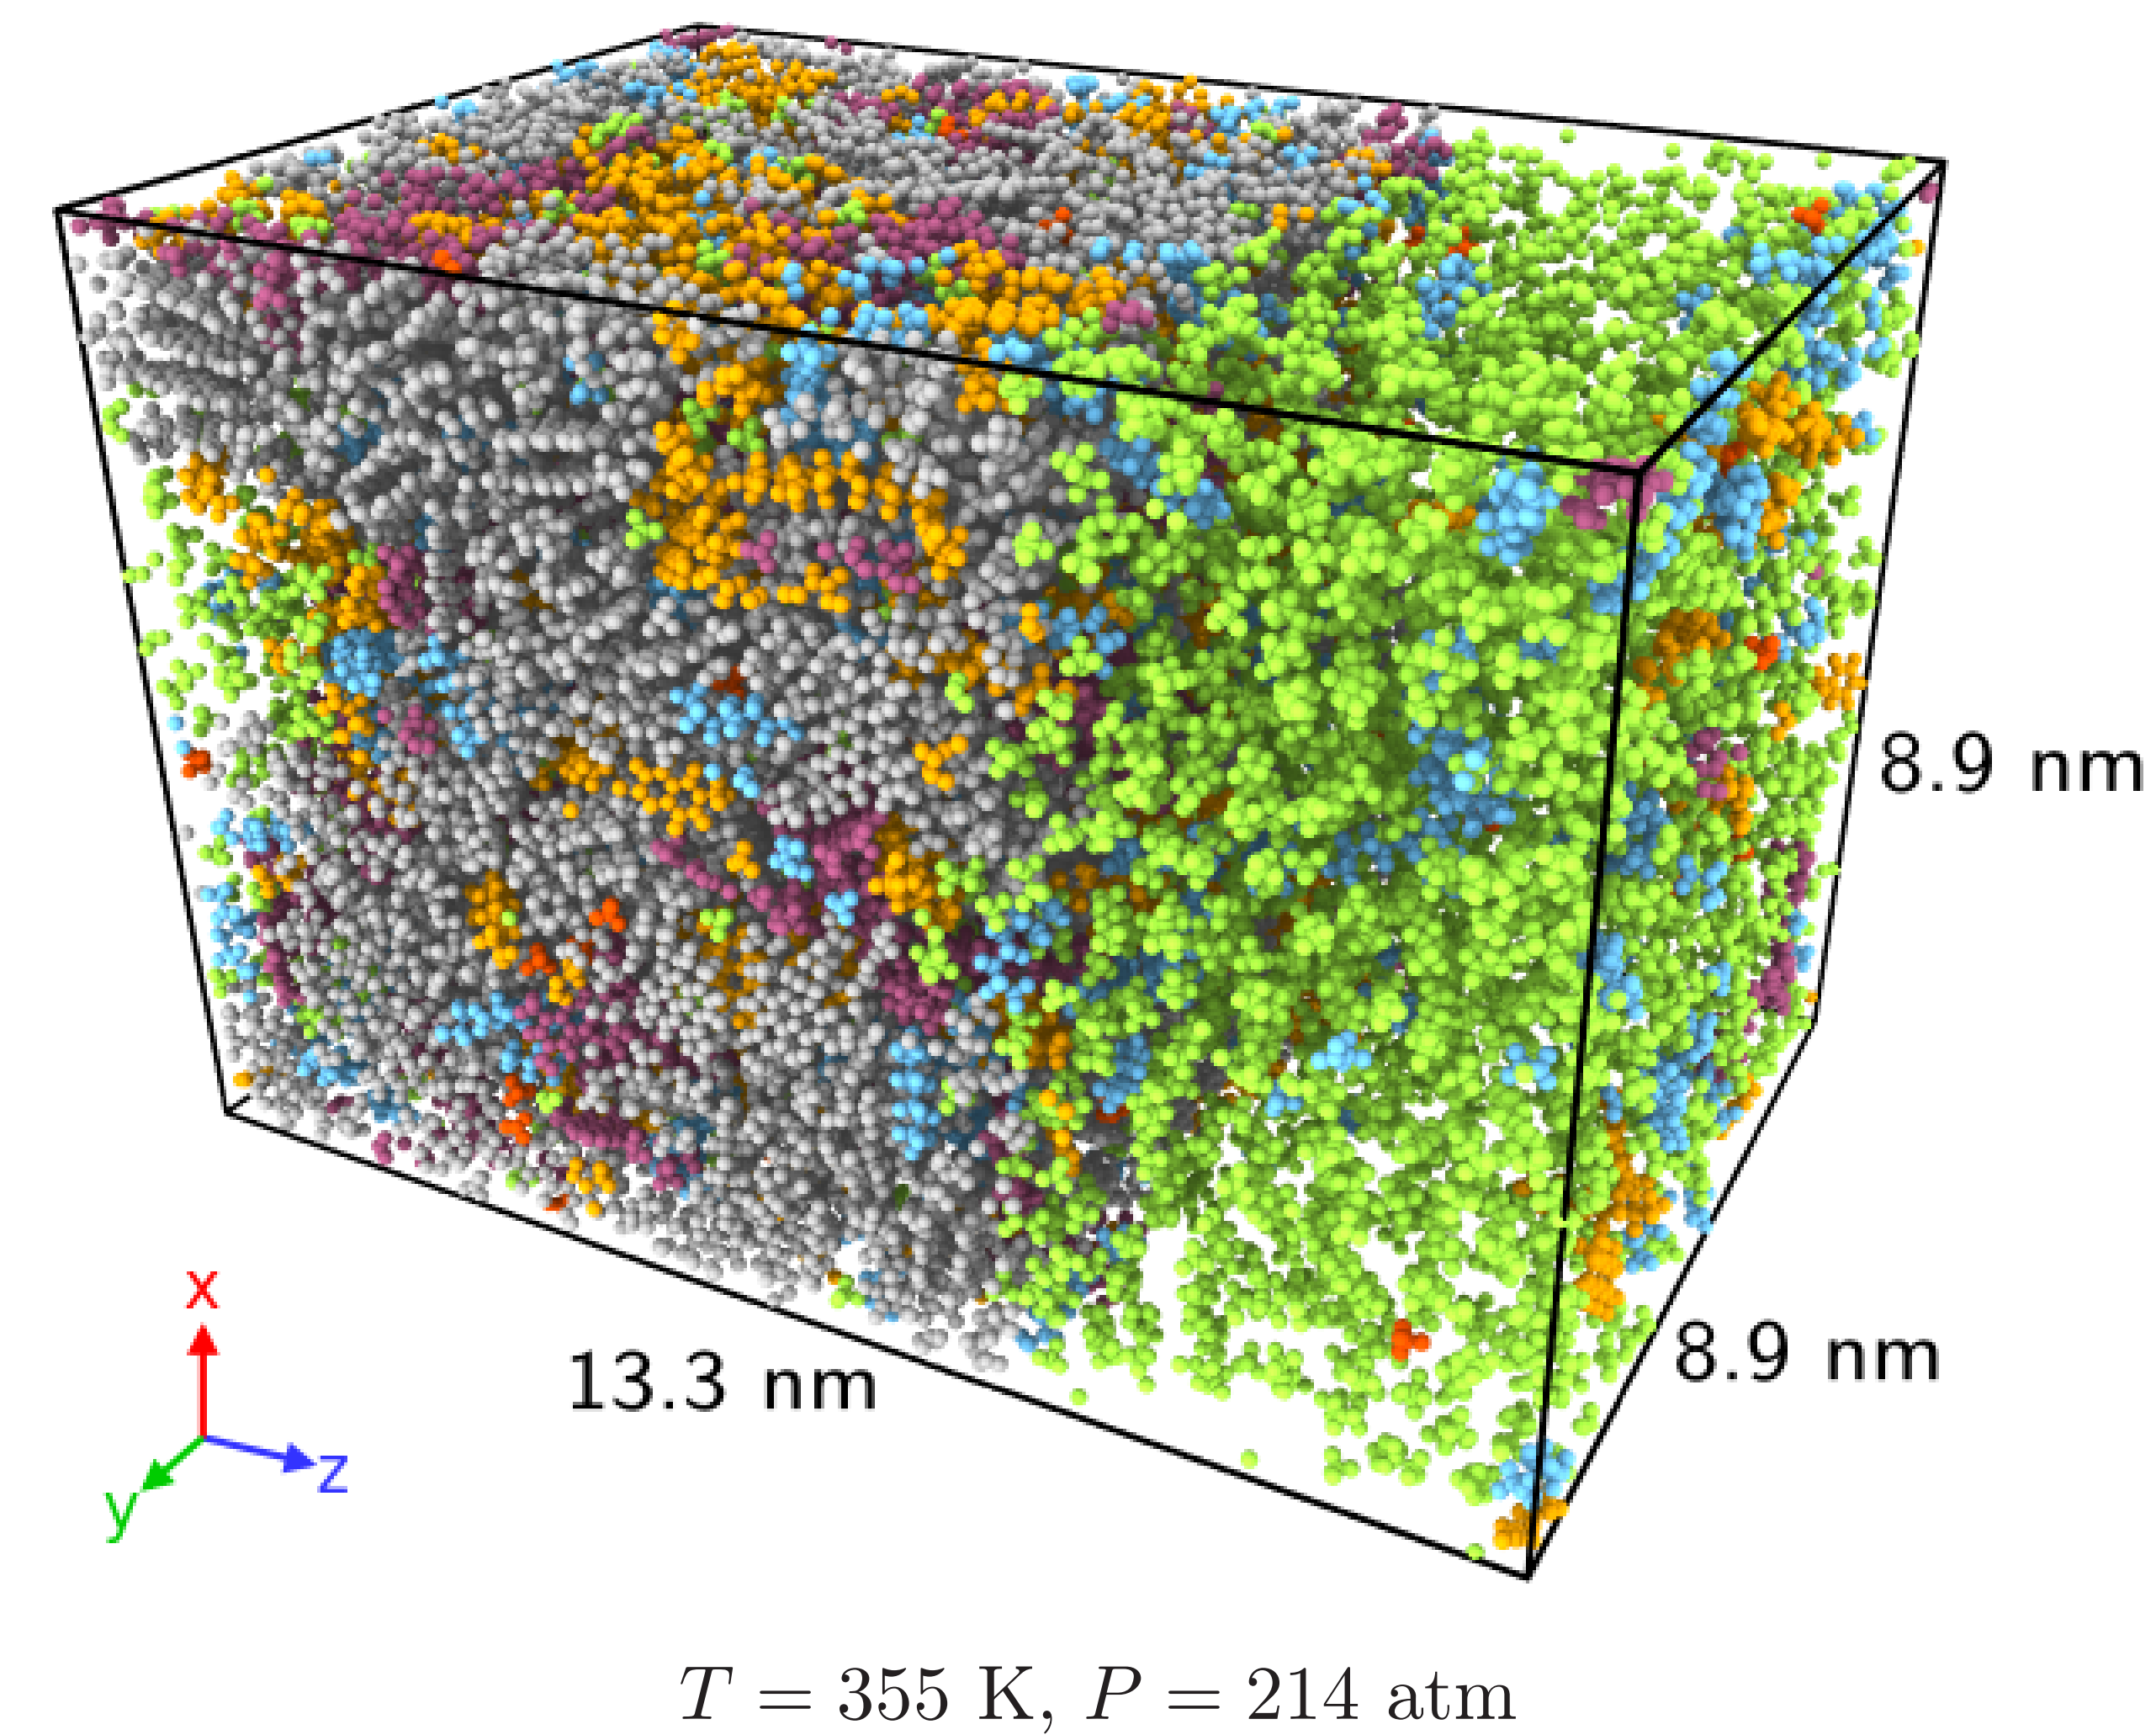 8.9 nm
x
8.9 nm
13.3 nm
z
y
T = 355 K, P = 214 atm